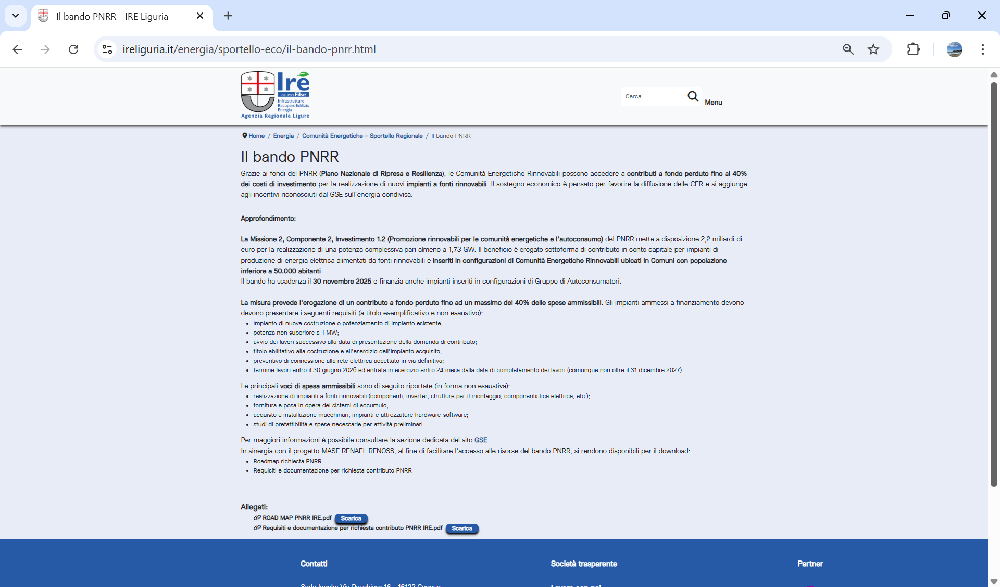 Il bando PNRR - IRE Liguria
ireliguria.it/energia/sportello-eco/il-bando-pnrr.html
Ire
GRUPPO Filse
Infrastrutture
Recupero Edilizio
Energia
Agenzia Regionale Ligure
Cerca...
Menu
Home / Energia / Comunità Energetiche – Sportello Regionale / Il bando PNRR
Il bando PNRR
Grazie ai fondi del PNRR (Piano Nazionale di Ripresa e Resilienza), le Comunità Energetiche Rinnovabili possono accedere a contributi a fondo perduto fino al 40%
dei costi di investimento per la realizzazione di nuovi impianti a fonti rinnovabili. Il sostegno economico è pensato per favorire la diffusione delle CER e si aggiunge
agli incentivi riconosciuti dal GSE sull'energia condivisa.
Approfondimento:
La Missione 2, Componente 2, Investimento 1.2 (Promozione rinnovabili per le comunità energetiche e l'autoconsumo) del PNRR mette a disposizione 2,2 miliardi di
euro per la realizzazione di una potenza complessiva pari almeno a 1,73 GW. Il beneficio è erogato sottoforma di contributo in conto capitale per impianti di
produzione di energia elettrica alimentati da fonti rinnovabili e inseriti in configurazioni di Comunità Energetiche Rinnovabili ubicati in Comuni con popolazione
inferiore a 50.000 abitanti.
Il bando ha scadenza il 30 novembre 2025 e finanzia anche impianti inseriti in configurazioni di Gruppo di Autoconsumatori.
La misura prevede l'erogazione di un contributo a fondo perduto fino ad un massimo del 40% delle spese ammissibili. Gli impianti ammessi a finanziamento devono
devono presentare i seguenti requisiti (a titolo esemplificativo e non esaustivo):
• impianto di nuova costruzione o potenziamento di impianto esistente;
• potenza non superiore a 1 MW;
• avvio dei lavori successivo alla data di presentazione della domanda di contributo;
• titolo abilitativo alla costruzione e all'esercizio dell'impianto acquisito;
• preventivo di connessione alla rete elettrica accettato in via definitiva;
• termine lavori entro il 30 giugno 2026 ed entrata in esercizio entro 24 mesa dalla data di completamento dei lavori (comunque non oltre il 31 dicembre 2027).
Le principali voci di spesa ammissibili sono di seguito riportate (in forma non esaustiva):
• realizzazione di impianti a fonti rinnovabili (componenti, inverter, strutture per il montaggio, componentistica elettrica, etc.);
• fornitura e posa in opera dei sistemi di accumulo;
• acquisto e installazione macchinari, impianti e attrezzature hardware-software;
• studi di prefattibilità e spese necessarie per attività preliminari.
Per maggiori informazioni è possibile consultare la sezione dedicata del sito GSE.
In sinergia con il progetto MASE RENAEL RENOSS, al fine di facilitare l'accesso alle risorse del bando PNRR, si rendono disponibili per il download:
• Roadmap richiesta PNRR
• Requisiti e documentazione per richiesta contributo PNRR
Allegati:
ROAD MAP PNRR IRE.pdf Scarica
Requisiti e documentazione per richiesta contributo PNRR IRE.pdf Scarica
Contatti
Società trasparente
Partner
Sede legale: Via Peschiera 16 - 16122 Genova
Lavora con noi